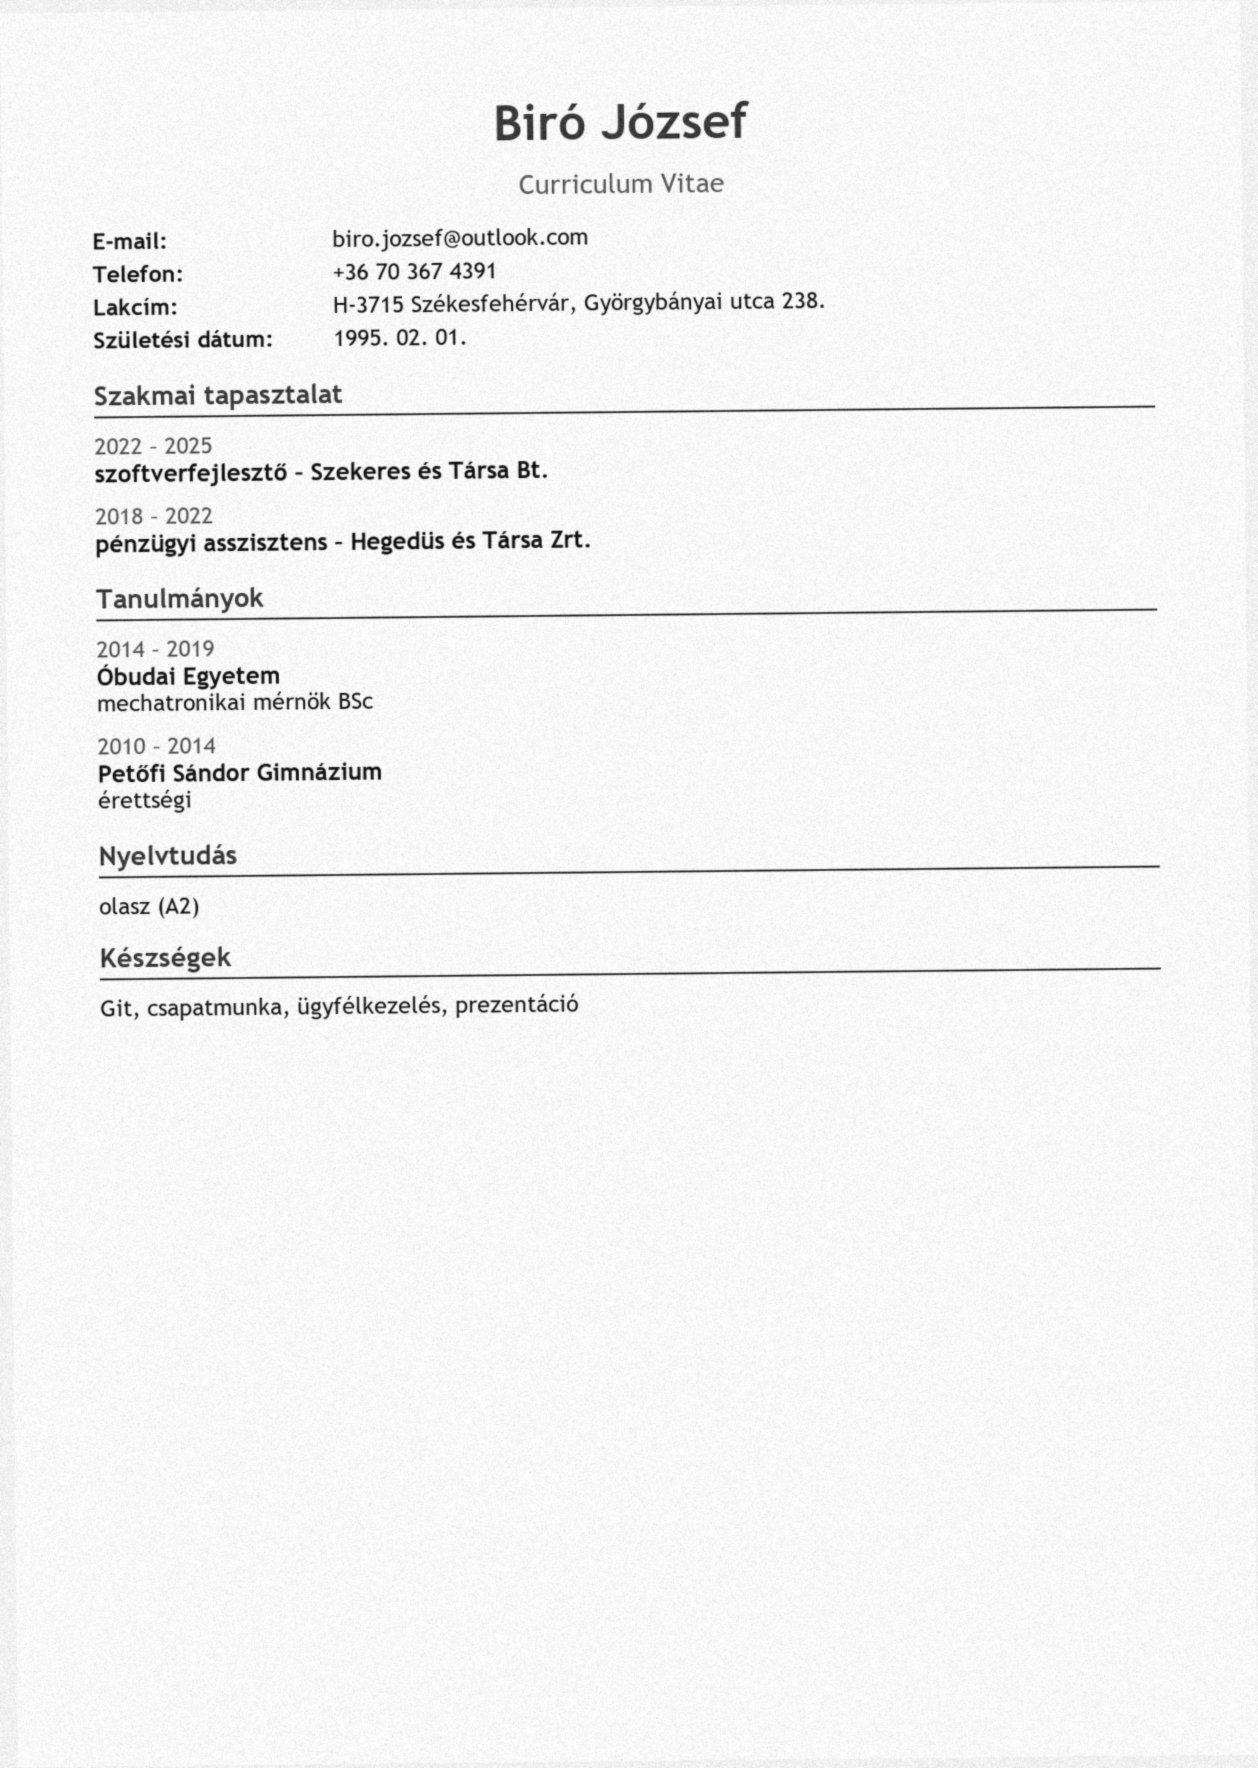 Biró József
Curriculum Vitae
E-mail: biro.jozsef@outlook.com
Telefon: +36 70 367 4391
Lakcím: H-3715 Székesfehérvár, Györgybányai utca 238.
Születési dátum: 1995. 02. 01.
Szakmai tapasztalat
2022 - 2025
szoftverfejlesztő – Szekeres és Társa Bt.
2018 - 2022
pénzügyi asszisztens – Hegedüs és Társa Zrt.
Tanulmányok
2014 - 2019
Óbudai Egyetem
mechatronikai mérnök BSc
2010 - 2014
Petőfi Sándor Gimnázium
érettségi
Nyelvtudás
olasz (A2)
Készségek
Git, csapatmunka, ügyfélkezelés, prezentáció